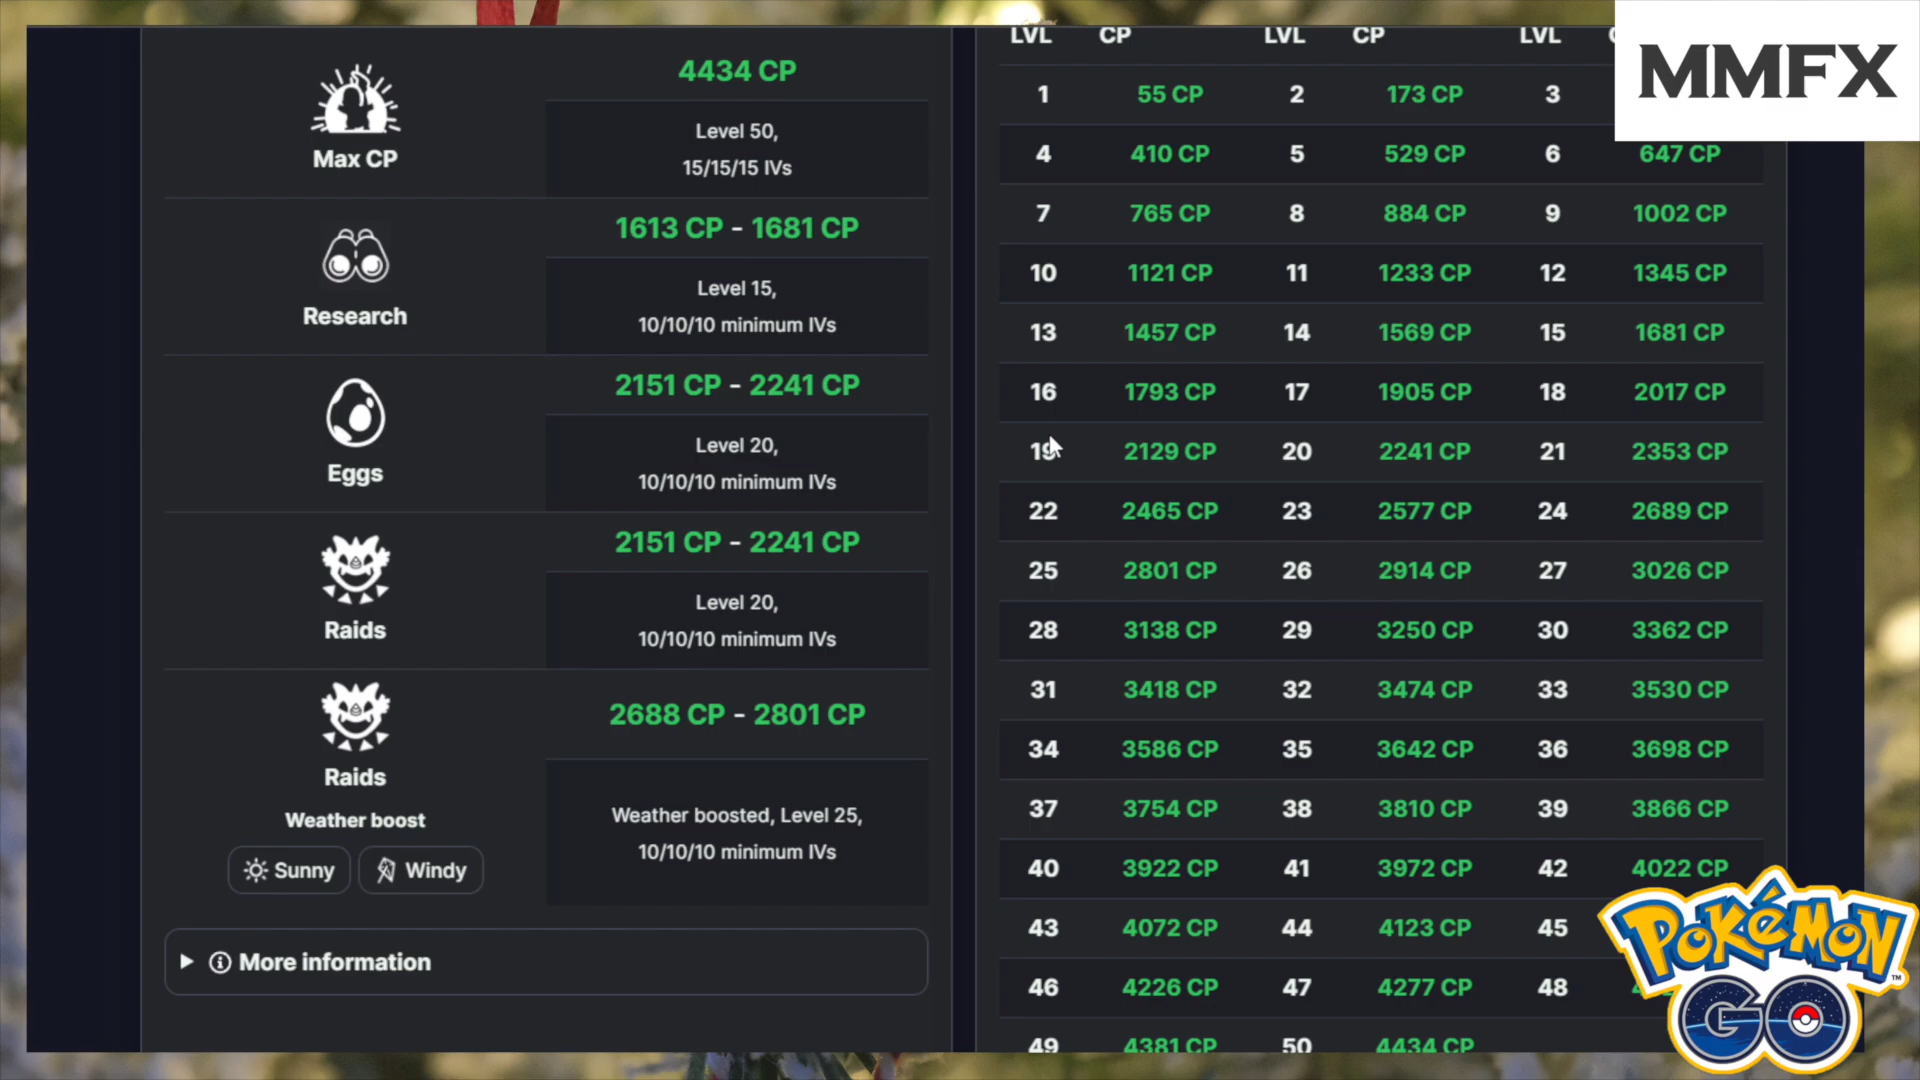 4434 CP
Level 50,
15/15/15 IVs
Max CP
1613 CP - 1681 CP
Level 15,
10/10/10 minimum IVs
Research
2151 CP - 2241 CP
Level 20,
10/10/10 minimum IVs
Eggs
2151 CP - 2241 CP
Level 20,
10/10/10 minimum IVs
Raids
2688 CP - 2801 CP
Raids
Weather boost
Sunny Windy
Weather boosted, Level 25,
10/10/10 minimum IVs
More information
LVL CP LVL CP LVL
1 55 CP 2 173 CP 3
4 410 CP 5 529 CP 6 647 CP
7 765 CP 8 884 CP 9 1002 CP
10 1121 CP 11 1233 CP 12 1345 CP
13 1457 CP 14 1569 CP 15 1681 CP
16 1793 CP 17 1905 CP 18 2017 CP
19 2129 CP 20 2241 CP 21 2353 CP
22 2465 CP 23 2577 CP 24 2689 CP
25 2801 CP 26 2914 CP 27 3026 CP
28 3138 CP 29 3250 CP 30 3362 CP
31 3418 CP 32 3474 CP 33 3530 CP
34 3586 CP 35 3642 CP 36 3698 CP
37 3754 CP 38 3810 CP 39 3866 CP
40 3922 CP 41 3972 CP 42 4022 CP
43 4072 CP 44 4123 CP 45
46 4226 CP 47 4277 CP 48
49 4381 CP 50 4434 CP
MMFX
POKéMON
GO
TM